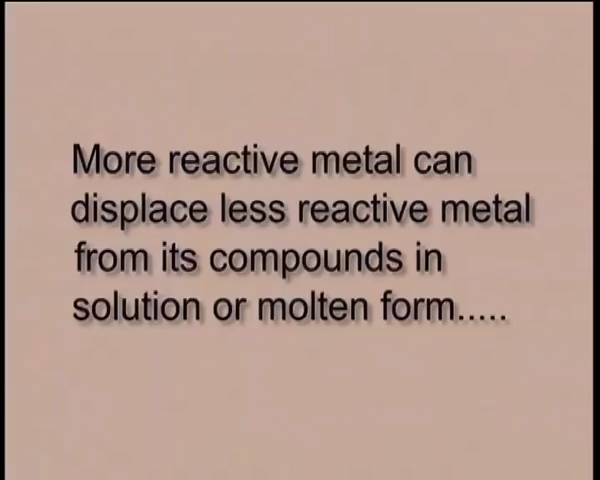 More reactive metal can
displace less reactive metal
from its compounds in
solution or molten form.....